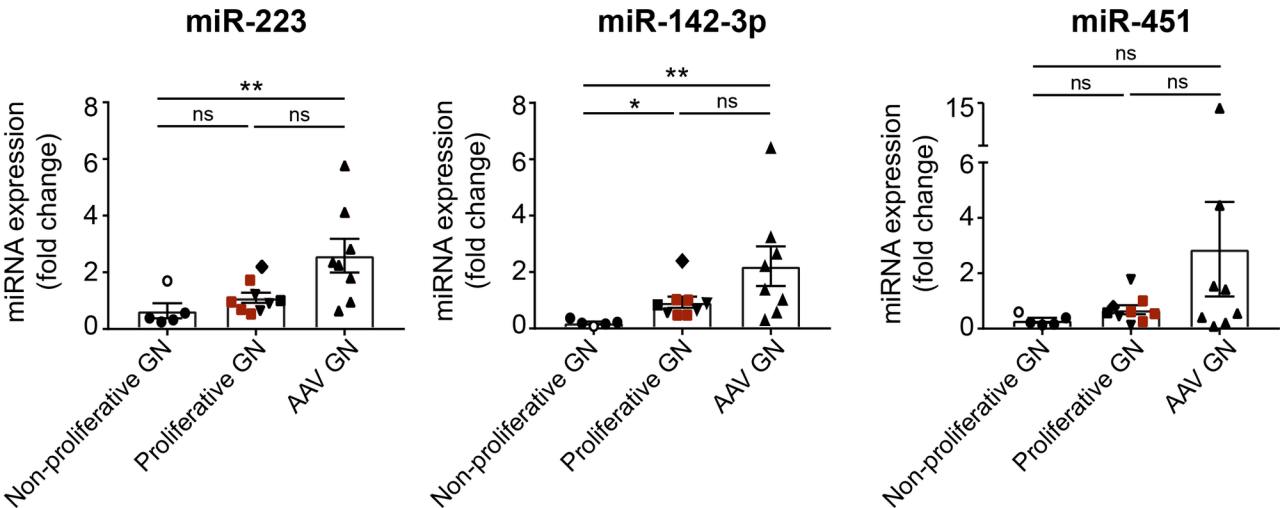 miR-223
**
ns
ns
miRNA expression
(fold change)
8
6
4
2
0
Non-proliferative GN
Proliferative GN
AAV GN
miR-142-3p
**
*
ns
miRNA expression
(fold change)
8
6
4
2
0
Non-proliferative GN
Proliferative GN
AAV GN
miR-451
ns
ns
ns
miRNA expression
(fold change)
15
6
4
2
0
Non-proliferative GN
Proliferative GN
AAV GN